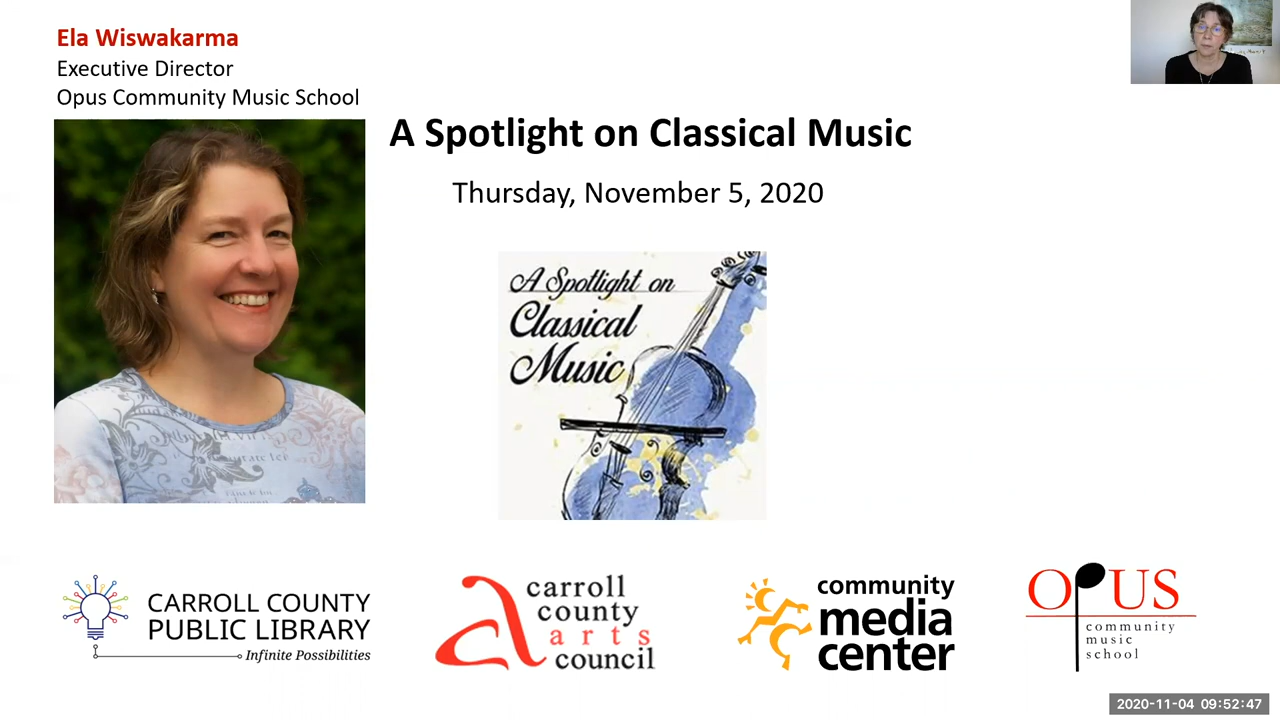 Ela Wiswakarma
Executive Director
Opus Community Music School
A Spotlight on Classical Music
Thursday, November 5, 2020
A Spotlight on
Classical
Music
CARROLL COUNTY
PUBLIC LIBRARY
Infinite Possibilities
carroll
county
arts
council
community
media
center
OPUS
community
music
school
2020-11-04 09:52:47